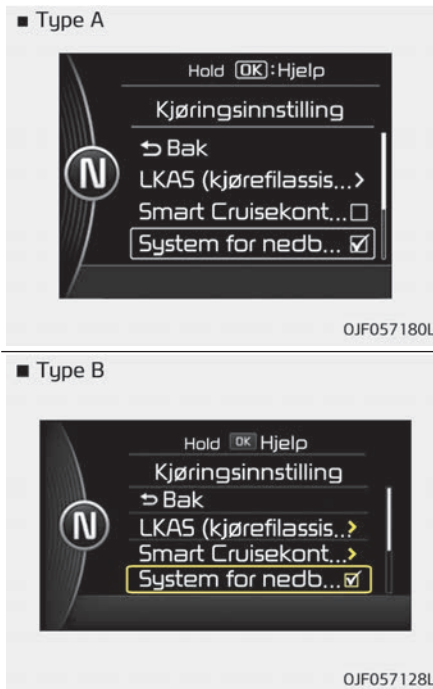 ■ Type A
Hold OK:Hjelp
Kjøringsinnstilling
Bak
LKAS (kjørefilassis...>
Smart Cruisekont...
System for nedb...
N
OJF057180L
■ Type B
Hold OK Hjelp
Kjøringsinnstilling
Bak
LKAS (kjørefilassis...>
Smart Cruisekont...>
System for nedb...
N
OJF057128L